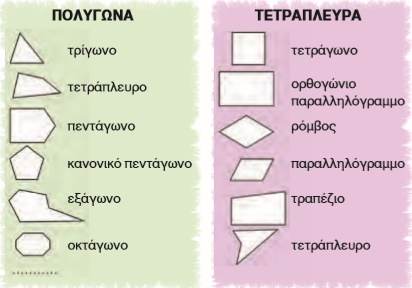 ΠΟΛΥΓΩΝΑ
τρίγωνο
τετράπλευρο
πεντάγωνο
κανονικό πεντάγωνο
εξάγωνο
οκτάγωνο
ΤΕΤΡΑΠΛΕΥΡΑ
τετράγωνο
ορθογώνιο
παραλληλόγραμμο
ρόμβος
παραλληλόγραμμο
τραπέζιο
τετράπλευρο